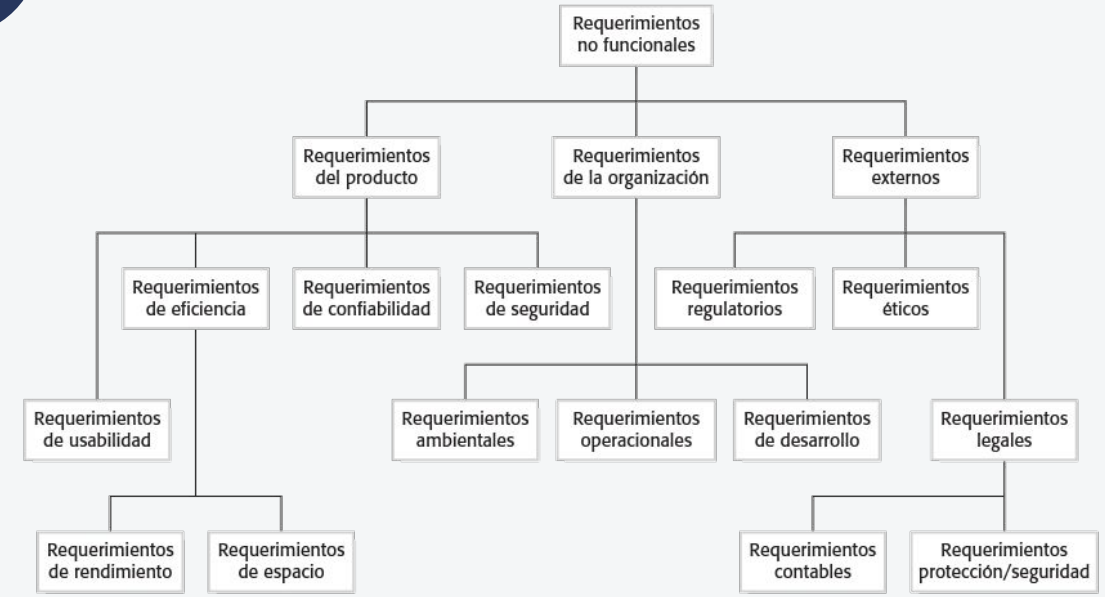 Requerimientos
no funcionales
Requerimientos
del producto
Requerimientos
de la organización
Requerimientos
externos
Requerimientos
de eficiencia
Requerimientos
de confiabilidad
Requerimientos
de seguridad
Requerimientos
regulatorios
Requerimientos
éticos
Requerimientos
de usabilidad
Requerimientos
ambientales
Requerimientos
operacionales
Requerimientos
de desarrollo
Requerimientos
legales
Requerimientos
de rendimiento
Requerimientos
de espacio
Requerimientos
contables
Requerimientos
protección/seguridad